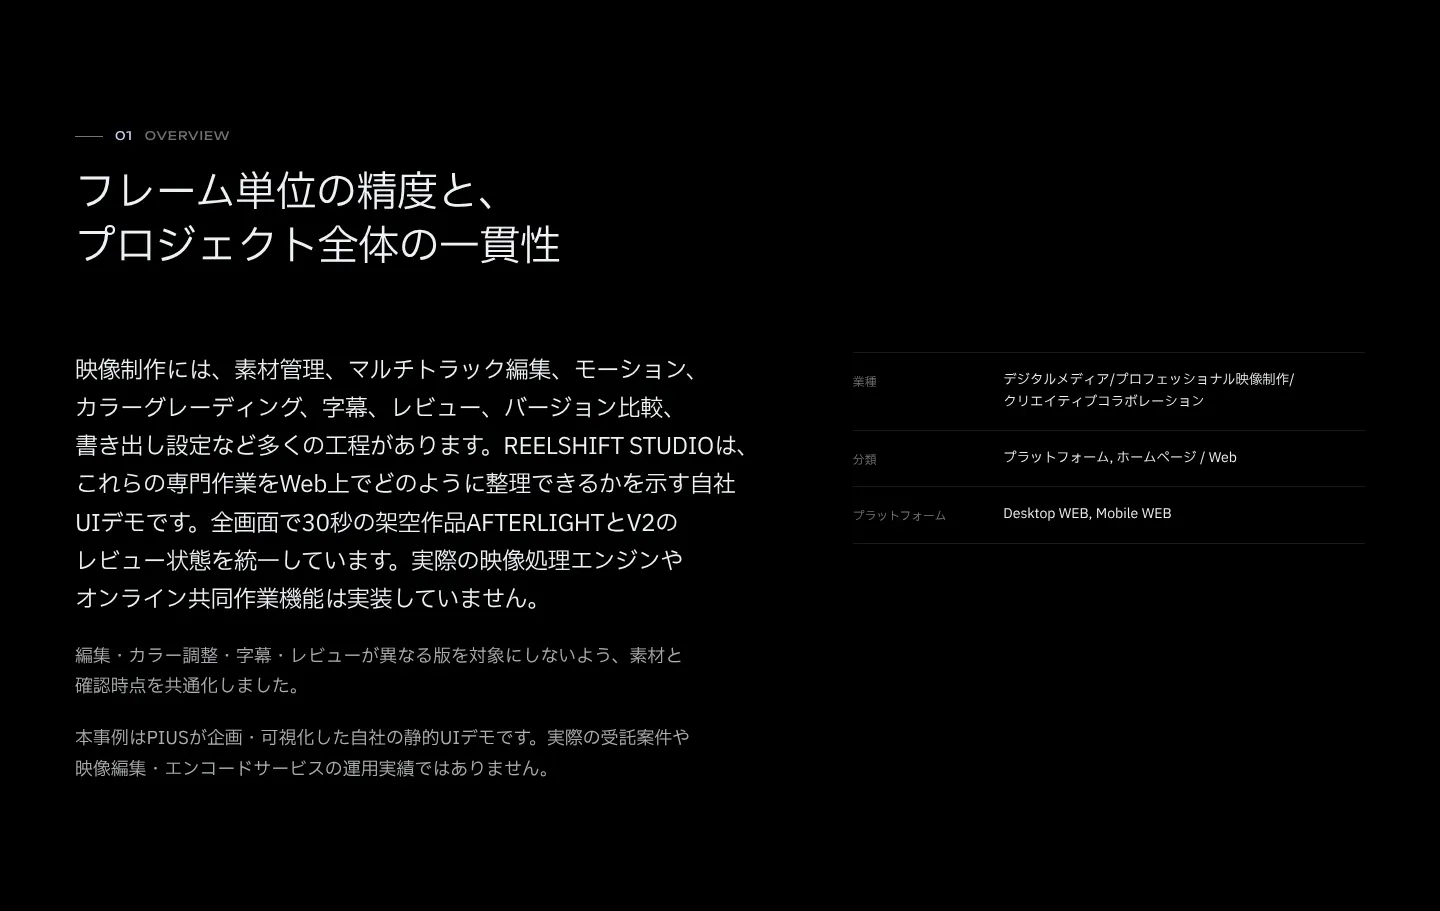 01 OVERVIEW
フレーム単位の精度と、
プロジェクト全体の一貫性
映像制作には、素材管理、マルチトラック編集、モーション、
カラーグレーディング、字幕、レビュー、バージョン比較、
書き出し設定など多くの工程があります。REELSHIFT STUDIOは、
これらの専門作業をWeb上でどのように整理できるかを示す自社
UIデモです。全画面で30秒の架空作品AFTERLIGHTとV2の
レビュー状態を統一しています。実際の映像処理エンジンや
オンライン共同作業機能は実装していません。
編集・カラー調整・字幕・レビューが異なる版を対象にしないよう、素材と
確認時点を共通化しました。
本事例はPIUSが企画・可視化した自社の静的UIデモです。実際の受託案件や
映像編集・エンコードサービスの運用実績ではありません。
業種
デジタルメディア/プロフェッショナル映像制作/
クリエイティブコラボレーション
分類
プラットフォーム, ホームページ / Web
プラットフォーム
Desktop WEB, Mobile WEB